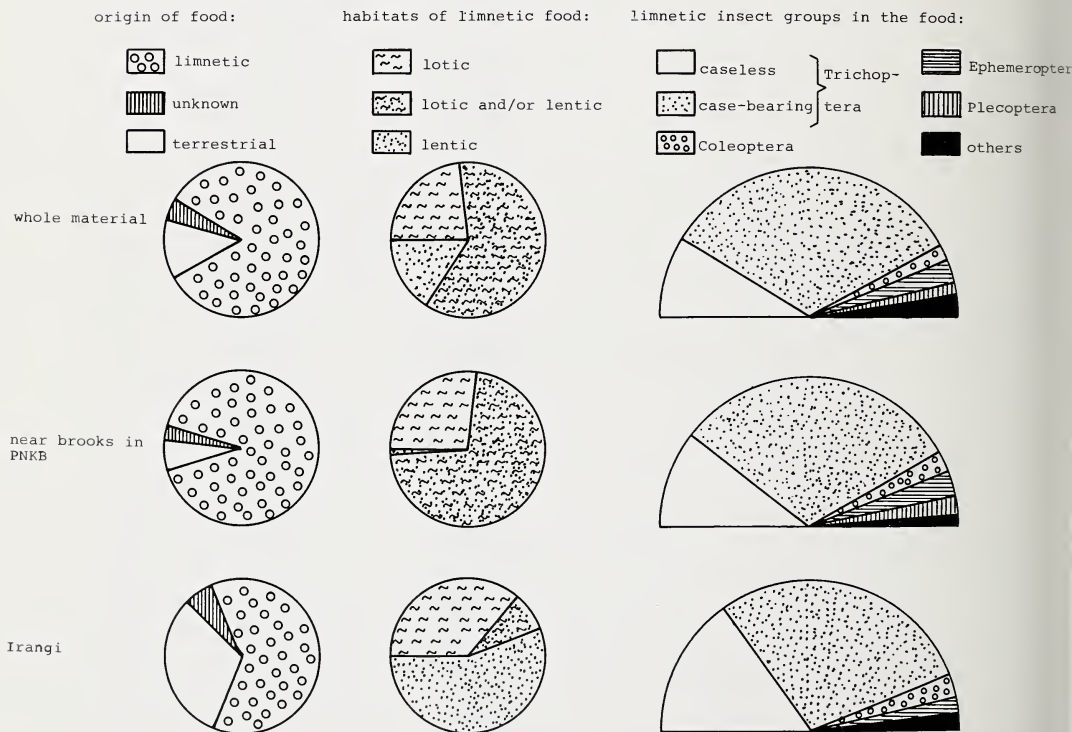 origin of food:
limnetic
unknown
terrestrial
habitats of limnetic food:
lotic
lotic and/or lentic
lentic
limnetic insect groups in the food:
caseless
case-bearing
Trichop-
tera
Coleoptera
Ephemeropter
Plecoptera
others
whole material
near brooks in
PNKB
Irangi